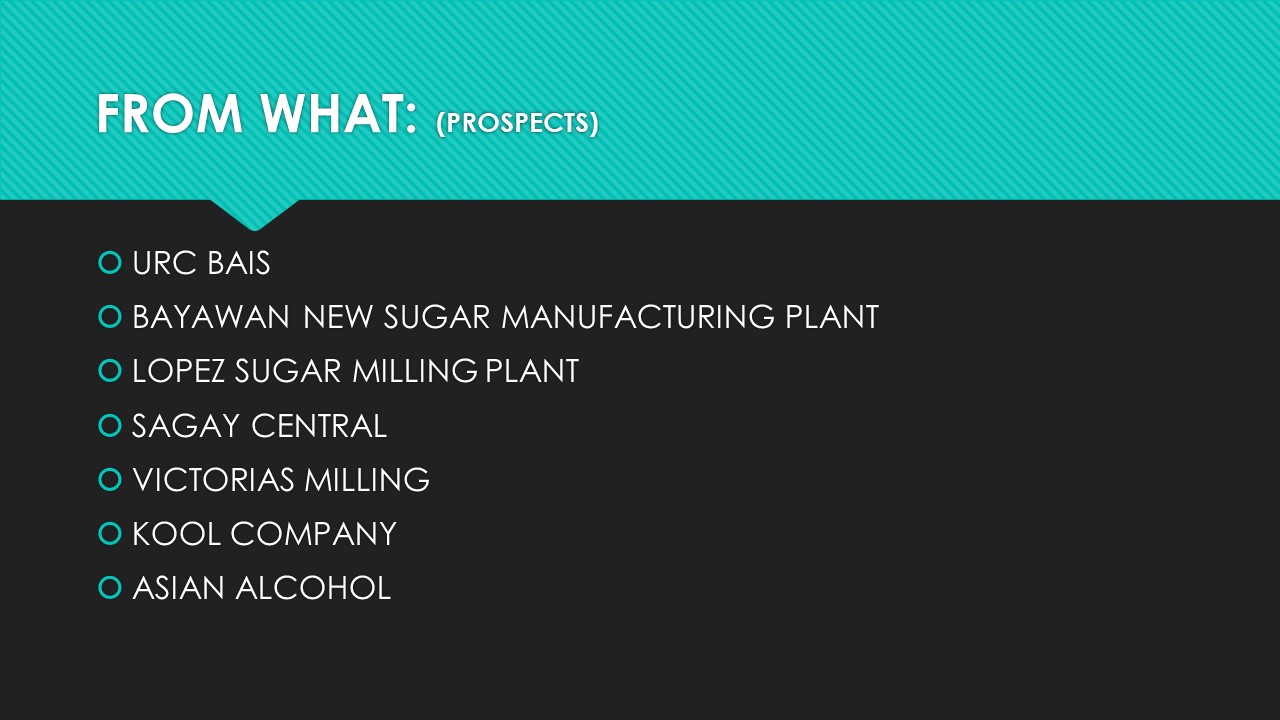 FROM WHAT: (PROSPECTS)
URC BAIS
BAYAWAN NEW SUGAR MANUFACTURING PLANT
LOPEZ SUGAR MILLING PLANT
SAGAY CENTRAL
VICTORIAS MILLING
KOOL COMPANY
ASIAN ALCOHOL